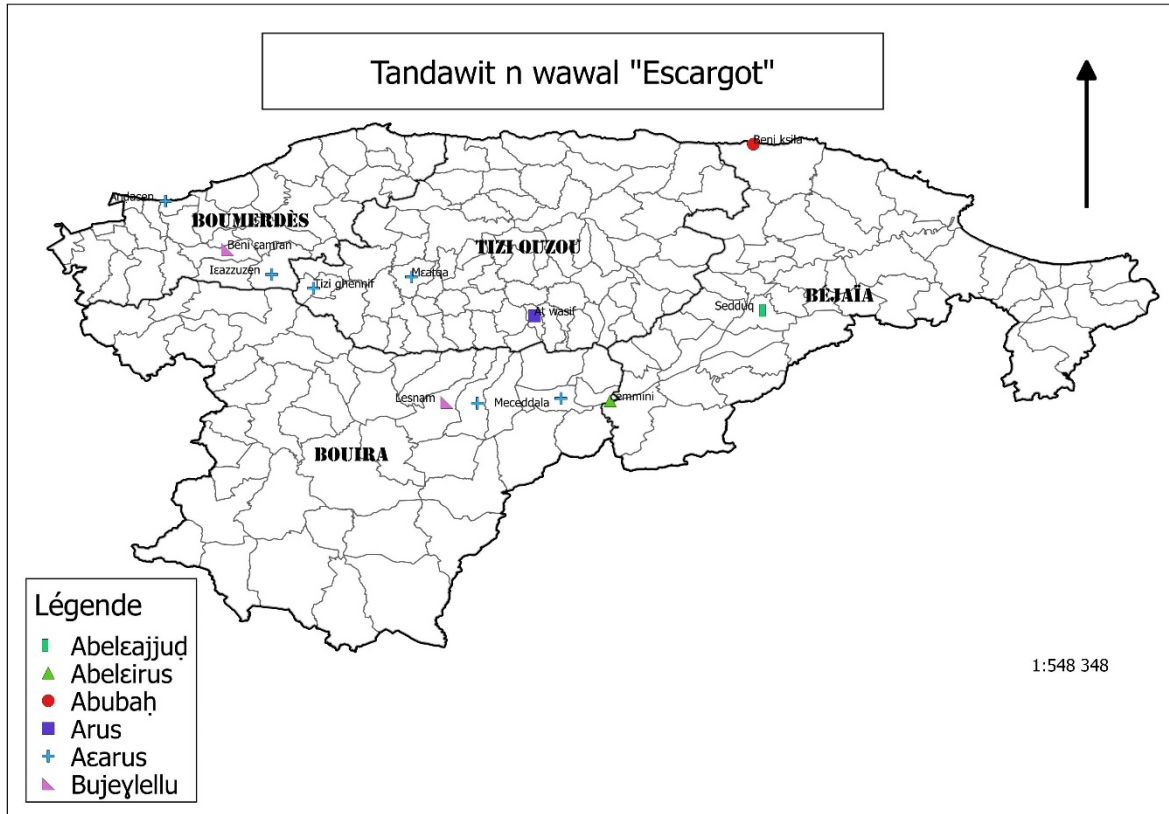 Tandawit n wawal "Escargot"
Beni ksila
Andasen
BOUMERDÈS
Beni ɛamran
TIZI OUZOU
Iɛazzuzen
Tizi ghennif
Mɛatqa
BEJAÏA
Sedduq
At wasif
Lesnam
Meceddala
Cemmini
BOUIRA
Légende
Abelɛajjuḍ
Abelɛirus
Abubaḥ
Arus
Aɛarus
Bujeɣlellu
1:548 348